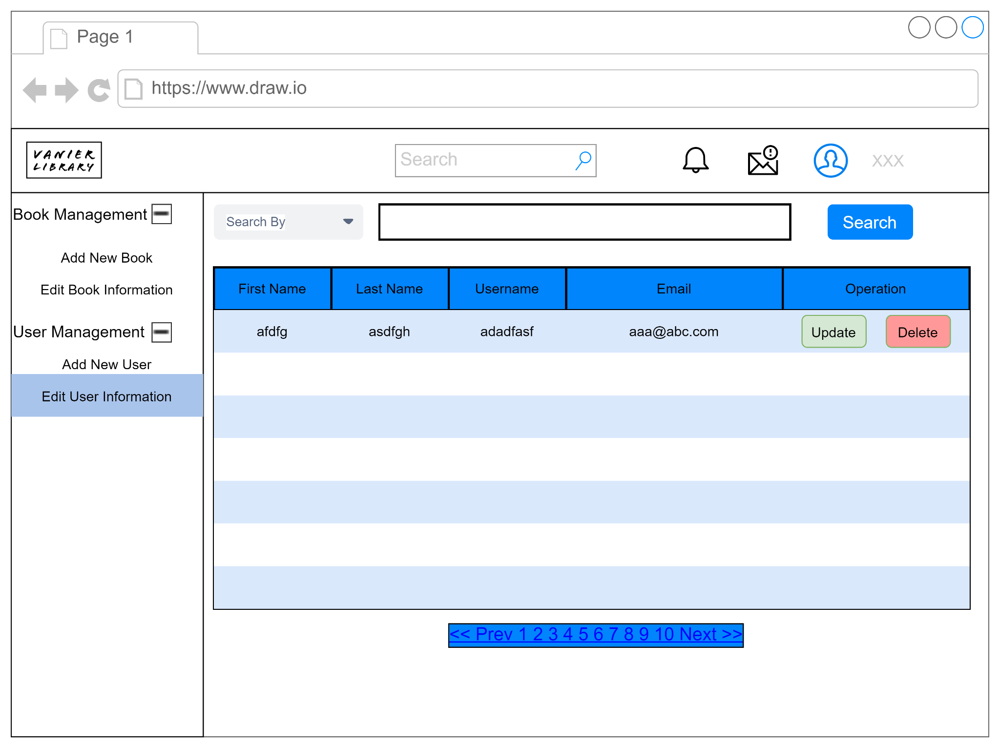 Page 1
https://www.draw.io
VANIER
LIBRARY
Search
XXX
Book Management
Search By
Search
Add New Book
Edit Book Information
User Management
Add New User
Edit User Information
First Name Last Name Username Email Operation
afdfg asdfgh adadfasf aaa@abc.com Update Delete
<< Prev 1 2 3 4 5 6 7 8 9 10 Next >>